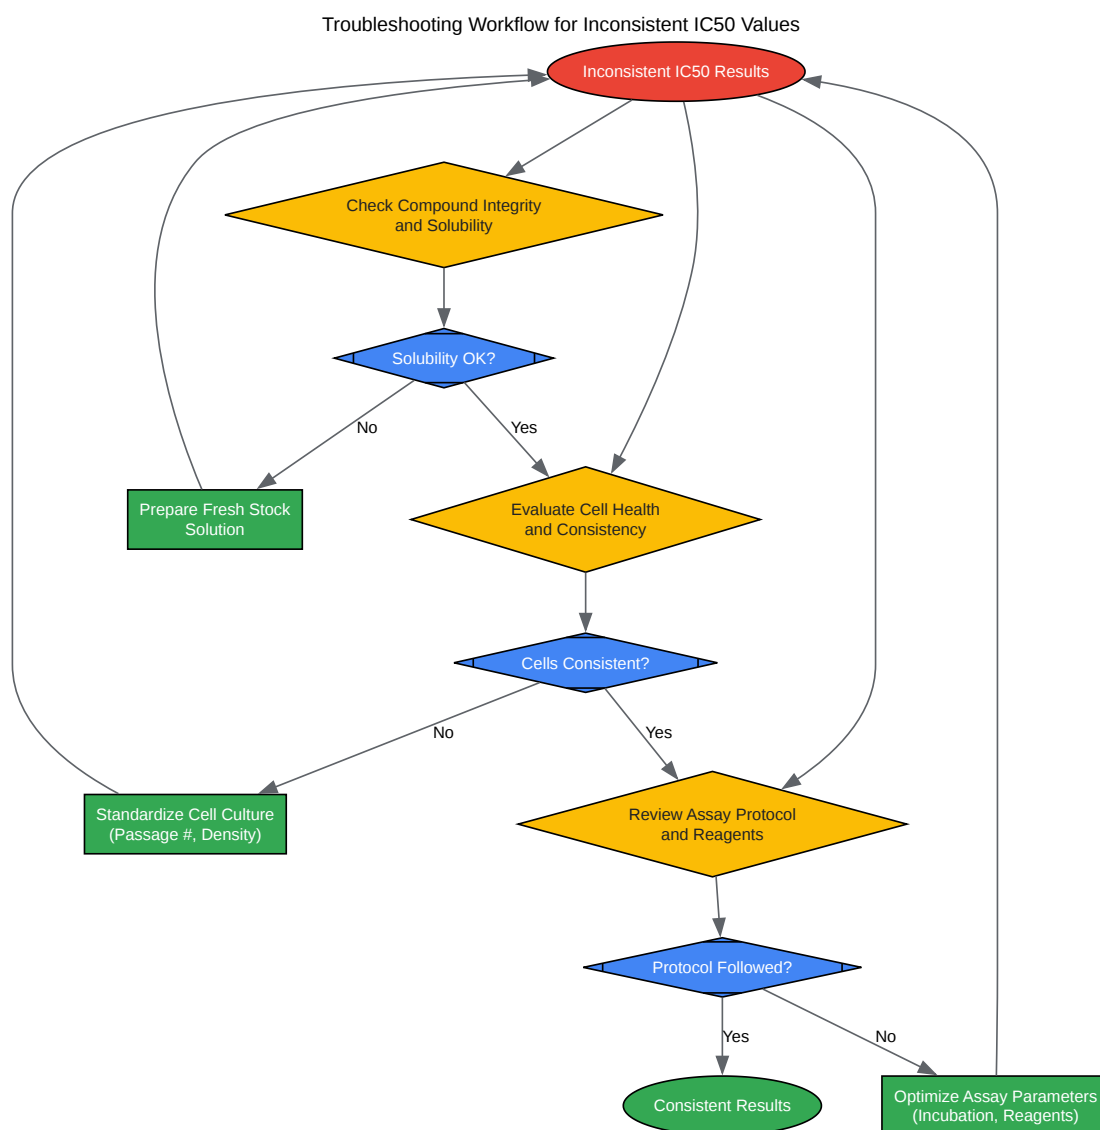 Troubleshooting Workflow for Inconsistent IC50 Values
Inconsistent IC50 Results
Check Compound Integrity
and Solubility
Solubility OK?
No
Yes
Prepare Fresh Stock
Solution
Evaluate Cell Health
and Consistency
Cells Consistent?
No
Yes
Standardize Cell Culture
(Passage #, Density)
Review Assay Protocol
and Reagents
Protocol Followed?
Yes
No
Consistent Results
Optimize Assay Parameters
(Incubation, Reagents)